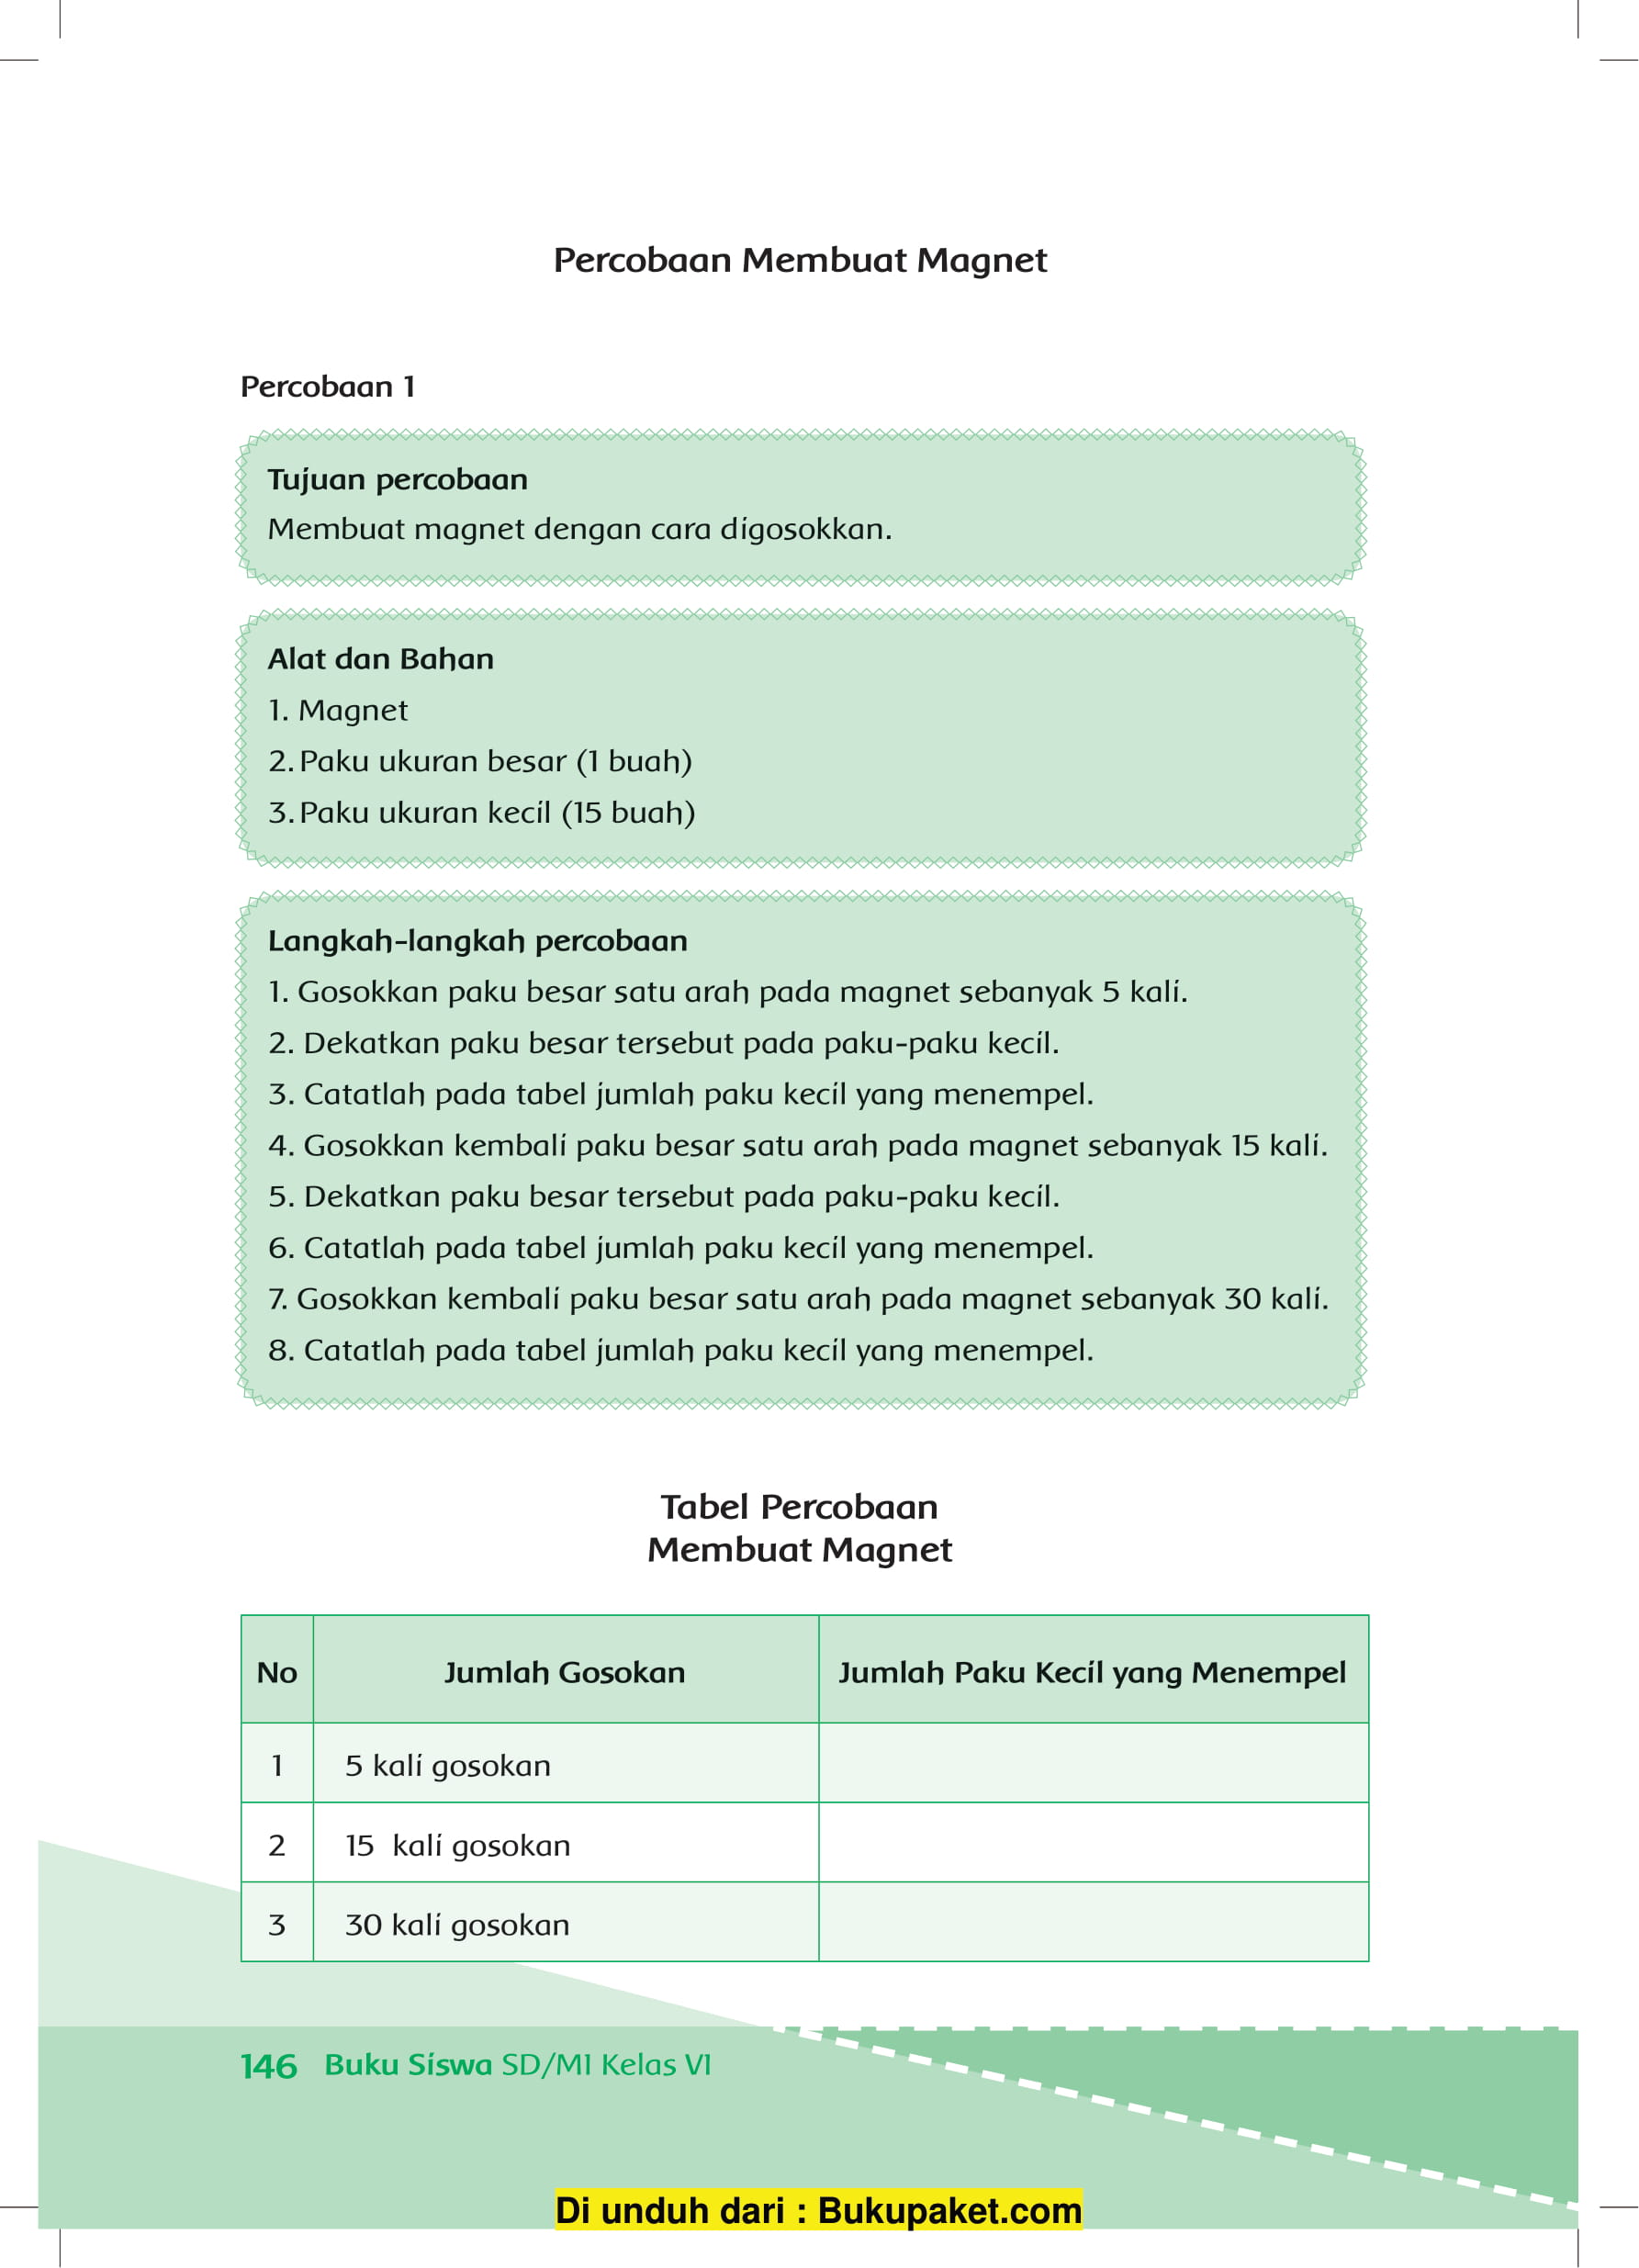 Percobaan Membuat Magnet
Percobaan 1
Tujuan percobaan
Membuat magnet dengan cara digosokkan.
Alat dan Bahan
1. Magnet
2. Paku ukuran besar (1 buah)
3. Paku ukuran kecil (15 buah)
Langkah-langkah percobaan
1. Gosokkan paku besar satu arah pada magnet sebanyak 5 kali.
2. Dekatkan paku besar tersebut pada paku-paku kecil.
3. Catatlah pada tabel jumlah paku kecil yang menempel.
4. Gosokkan kembali paku besar satu arah pada magnet sebanyak 15 kali.
5. Dekatkan paku besar tersebut pada paku-paku kecil.
6. Catatlah pada tabel jumlah paku kecil yang menempel.
7. Gosokkan kembali paku besar satu arah pada magnet sebanyak 30 kali.
8. Catatlah pada tabel jumlah paku kecil yang menempel.
Tabel Percobaan
Membuat Magnet
No Jumlah Gosokan Jumlah Paku Kecil yang Menempel
1 5 kali gosokan
2 15 kali gosokan
3 30 kali gosokan
146 Buku Siswa SD/MI Kelas VI
Di unduh dari : Bukupaket.com